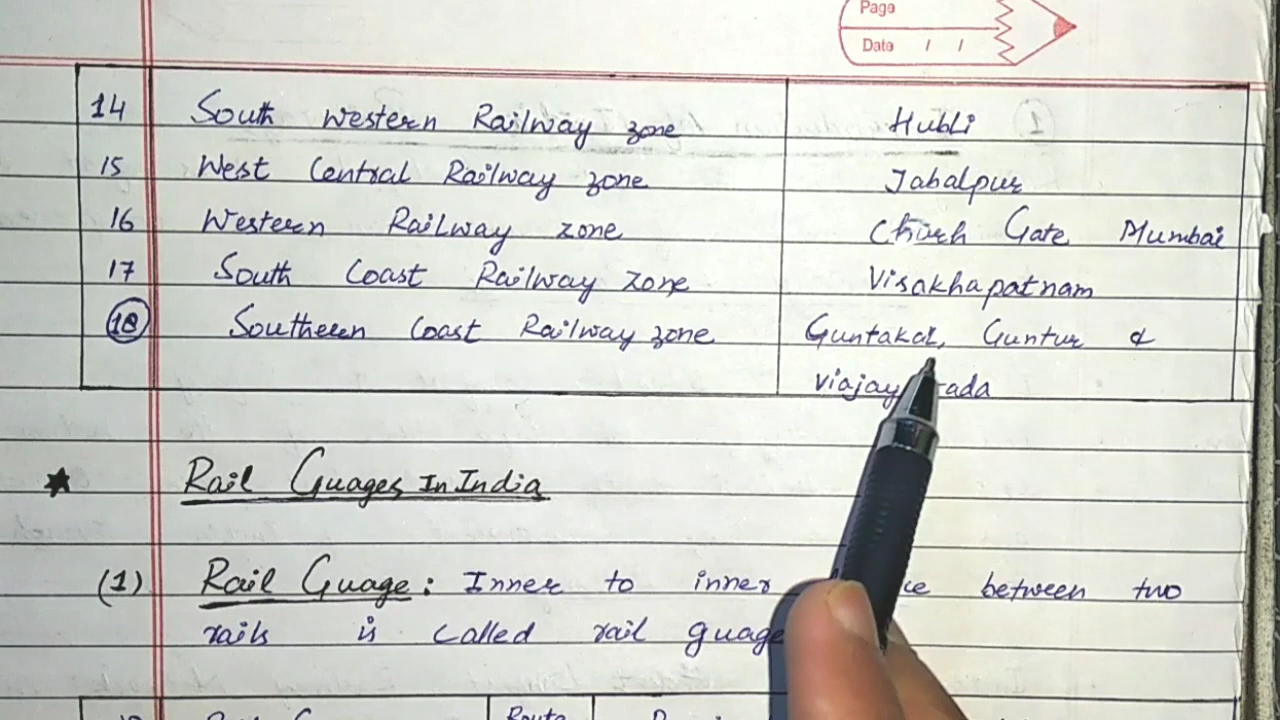 Page
Date / /
14 South Western Railway zone Hubli
15 West Central Railway zone Jabalpur
16 Western Railway zone Church Gate Mumbai
17 South Coast Railway Zone Visakhapatnam
18 Southern Coast Railway zone Guntakal, Guntur &
Rail Guages In India
(1) Rail Guage: Inner to inner between two
rails is called rail guage
Route